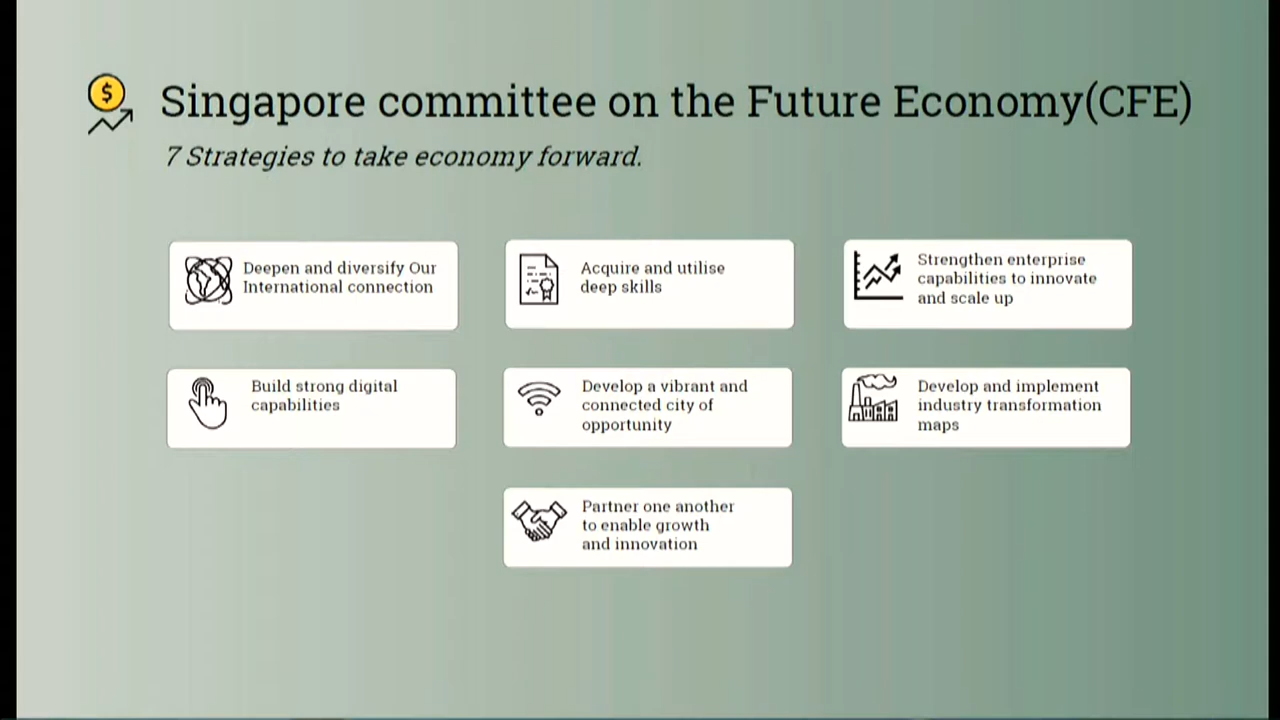 $
Singapore committee on the Future Economy(CFE)
7 Strategies to take economy forward.
Deepen and diversify Our
International connection
Acquire and utilise
deep skills
Strengthen enterprise
capabilities to innovate
and scale up
Build strong digital
capabilities
Develop a vibrant and
connected city of
opportunity
Develop and implement
industry transformation
maps
Partner one another
to enable growth
and innovation